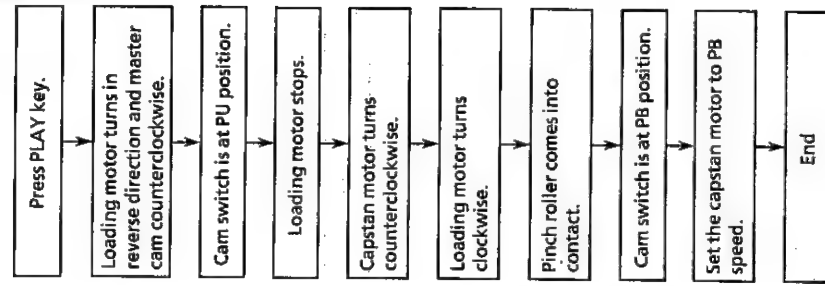 Press PLAY key.
Loading motor turns in
reverse direction and master
cam counterclockwise.
Cam switch is at PU position.
Loading motor stops.
Capstan motor turns
counterclockwise.
Loading motor turns
clockwise.
Pinch roller comes into
contact.
Cam switch is at PB position.
Set the capstan motor to PB
speed.
End